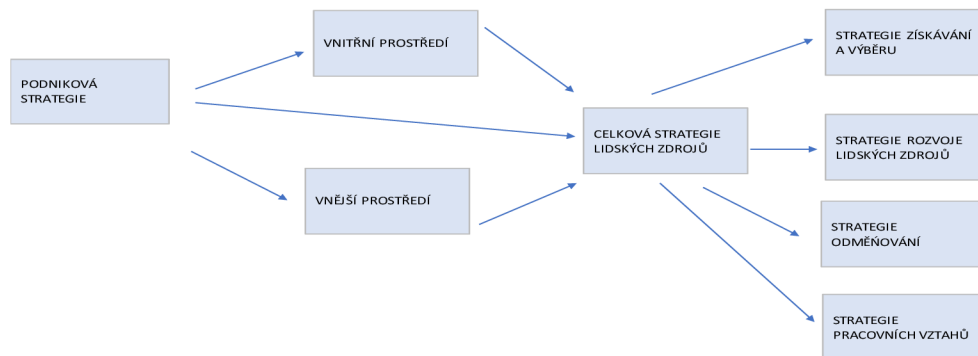 PODNIKOVÁ
STRATEGIE
VNITŘNÍ PROSTŘEDÍ
VNĚJŠÍ PROSTŘEDÍ
CELKOVÁ STRATEGIE
LIDSKÝCH ZDROJŮ
STRATEGIE ZÍSKÁVÁNÍ
A VÝBĚRU
STRATEGIE ROZVOJE
LIDSKÝCH ZDROJŮ
STRATEGIE
ODMĚŇOVÁNÍ
STRATEGIE
PRACOVNÍCH VZTAHŮ